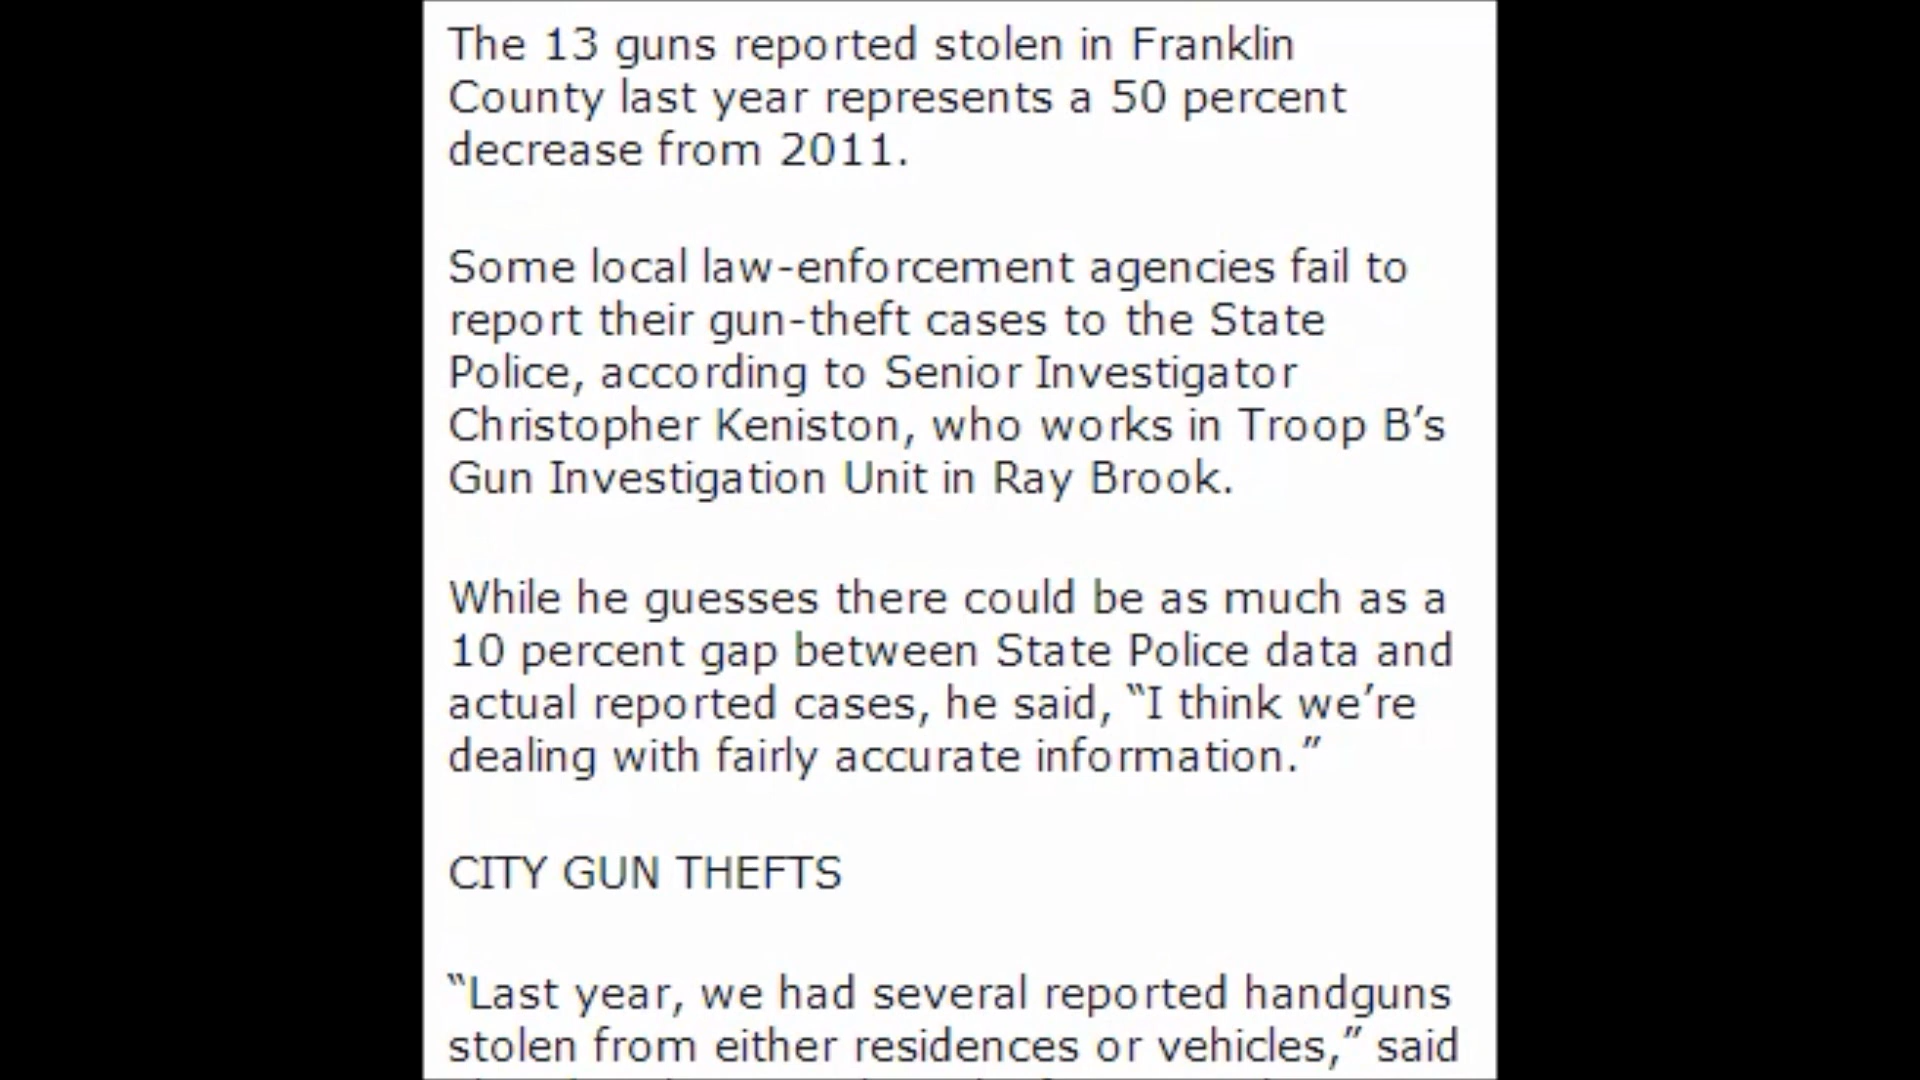 The 13 guns reported stolen in Franklin
County last year represents a 50 percent
decrease from 2011.
Some local law-enforcement agencies fail to
report their gun-theft cases to the State
Police, according to Senior Investigator
Christopher Keniston, who works in Troop B’s
Gun Investigation Unit in Ray Brook.
While he guesses there could be as much as a
10 percent gap between State Police data and
actual reported cases, he said, “I think we’re
dealing with fairly accurate information.”
CITY GUN THEFTS
“Last year, we had several reported handguns
stolen from either residences or vehicles,” said